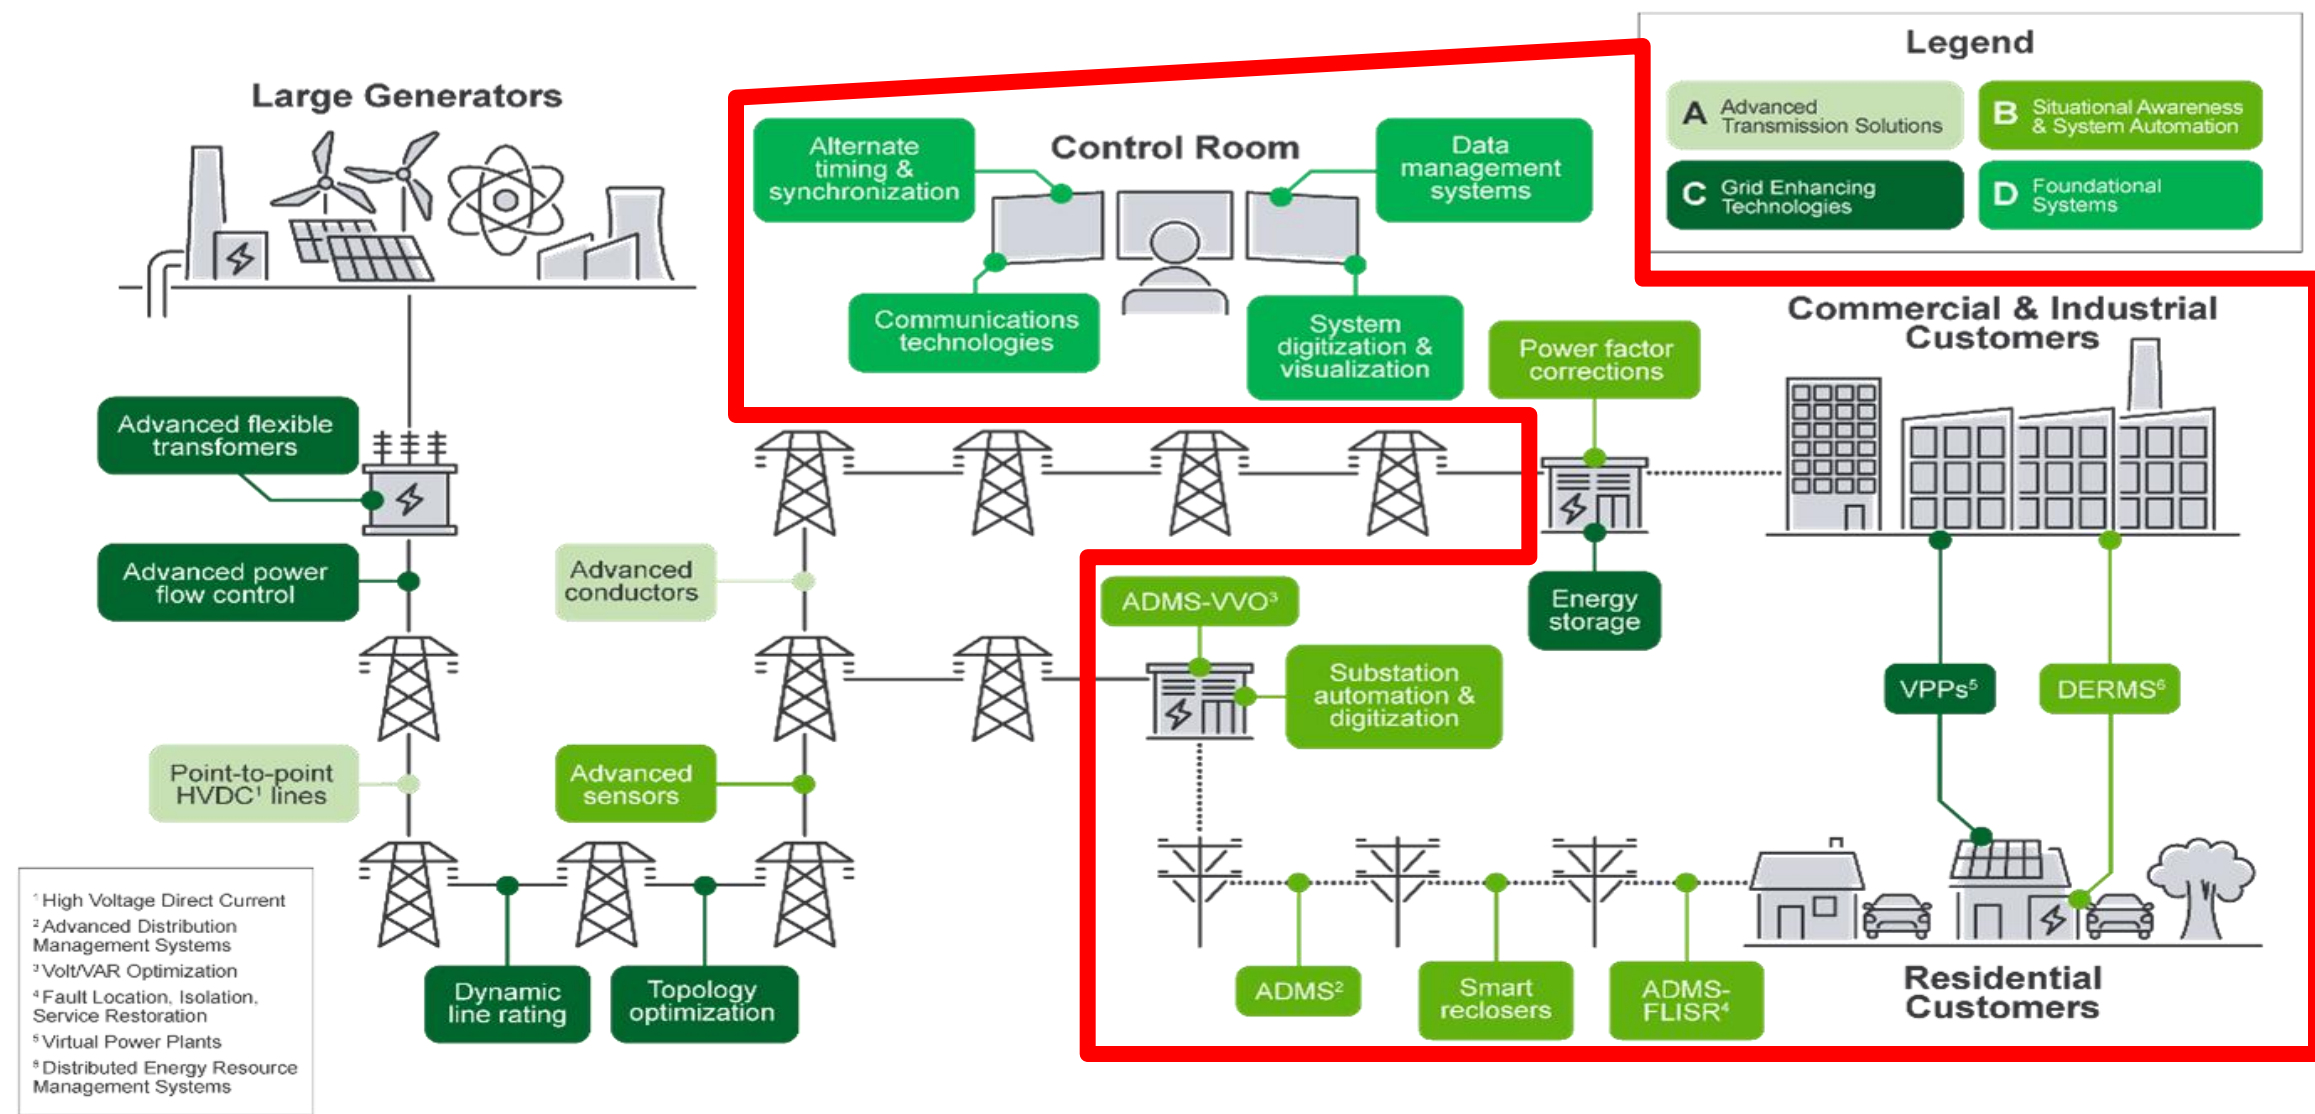 Large Generators
Alternate
timing &
synchronization
Control Room
Data
management
systems
Communications
technologies
System
digitization &
visualization
Legend
A Advanced
Transmission Solutions
B Situational Awareness
& System Automation
C Grid Enhancing
Technologies
D Foundational
Systems
Commercial & Industrial
Customers
Power factor
corrections
Advanced flexible
transfomers
Advanced power
flow control
Advanced
conductors
ADMS-VVO³
Energy
storage
Substation
automation &
digitization
VPPs⁵
DERMS⁶
Point-to-point
HVDC¹ lines
Advanced
sensors
Dynamic
line rating
Topology
optimization
ADMS²
Smart
reclosers
ADMS-
FLISR⁴
Residential
Customers
¹ High Voltage Direct Current
² Advanced Distribution
Management Systems
³ Volt/VAR Optimization
⁴ Fault Location, Isolation,
Service Restoration
⁵ Virtual Power Plants
⁶ Distributed Energy Resource
Management Systems